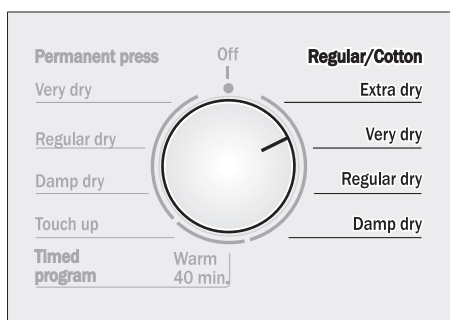 Permanent press
Very dry
Regular dry
Damp dry
Touch up
Timed
program
Warm
40 min.
Off
Regular/Cotton
Extra dry
Very dry
Regular dry
Damp dry